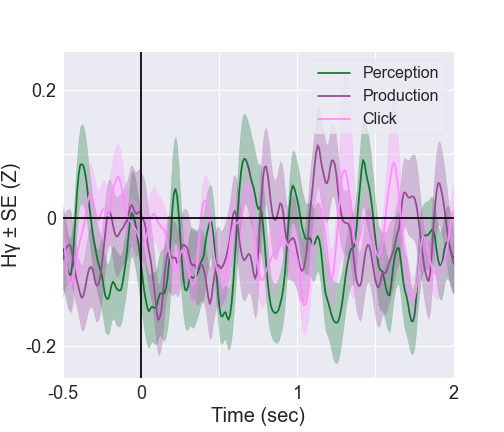 Perception
Production
Click
Hγ ± SE (Z)
0.2
0
-0.2
-0.5
0
1
2
Time (sec)